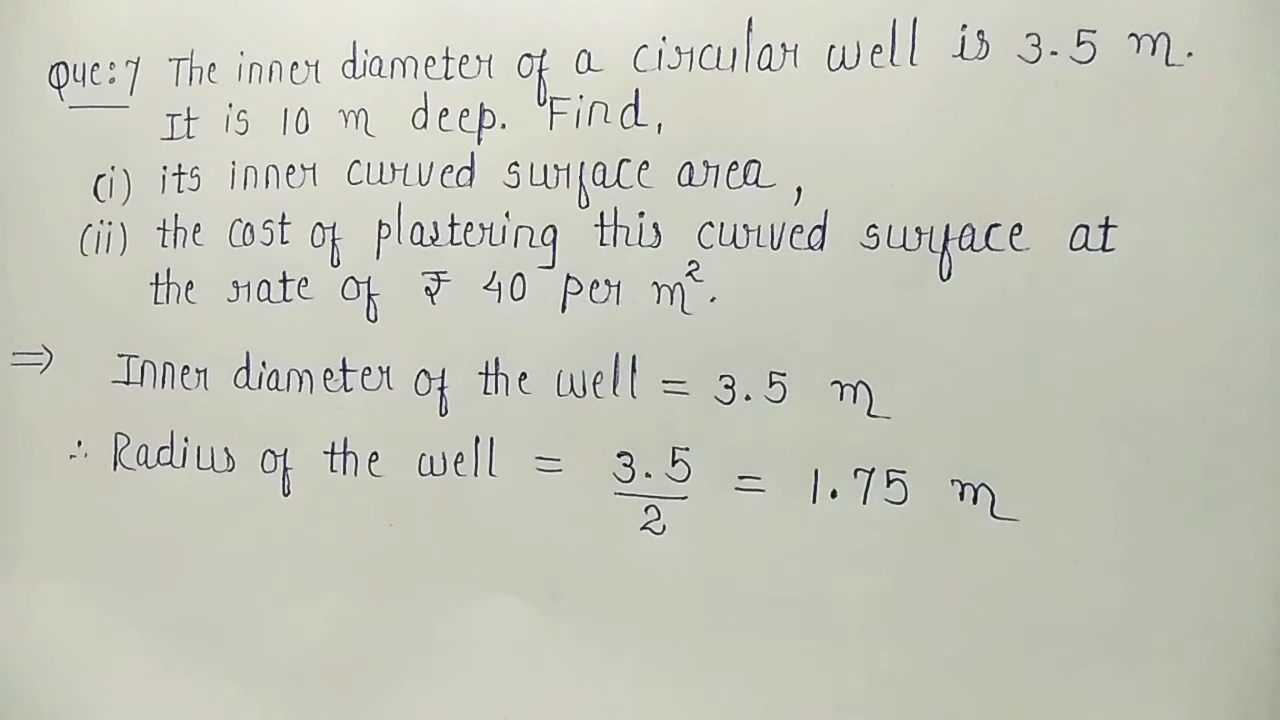 Que:7 The inner diameter of a circular well is 3.5 m.
It is 10 m deep. Find,
(i) its inner curved surface area,
(ii) the cost of plastering this curved surface at
the rate of ₹ 40 per m².
⇒ Inner diameter of the well = 3.5 m
∴ Radius of the well = 3.5/2 = 1.75 m